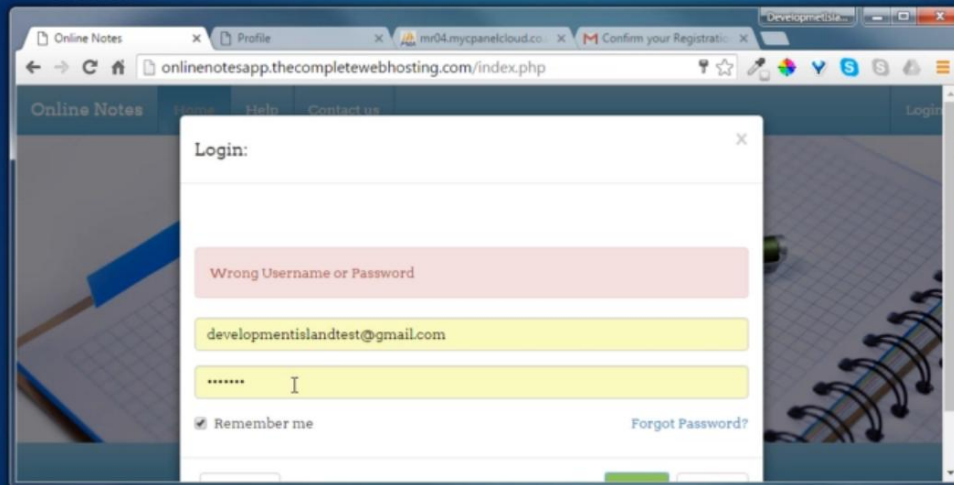 Developmetisla...
Online Notes
Profile
mr04.mycpanelcloud.co
Confirm your Registratio
onlinenotesapp.thecompletewebhosting.com/index.php
Online Notes Home Help Contact us Login
Login:
x
Wrong Username or Password
developmentislandtest@gmail.com
•••••••
Remember me
Forgot Password?